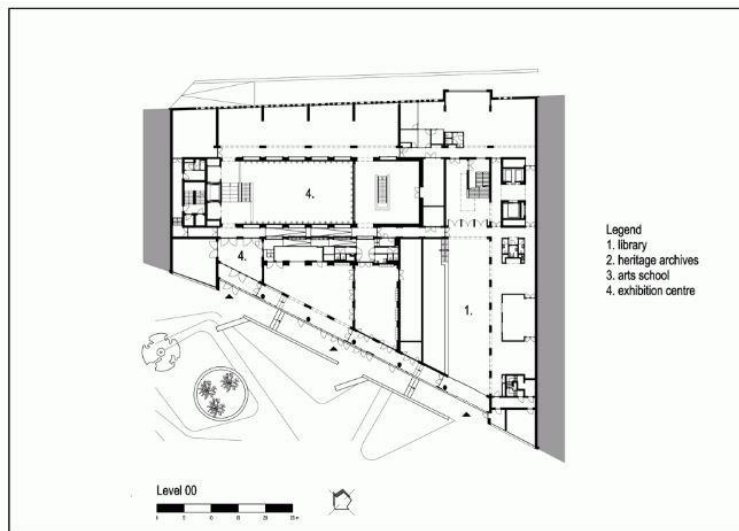 4.
4.
1.
Legend
1. library
2. heritage archives
3. arts school
4. exhibition centre
Level 00